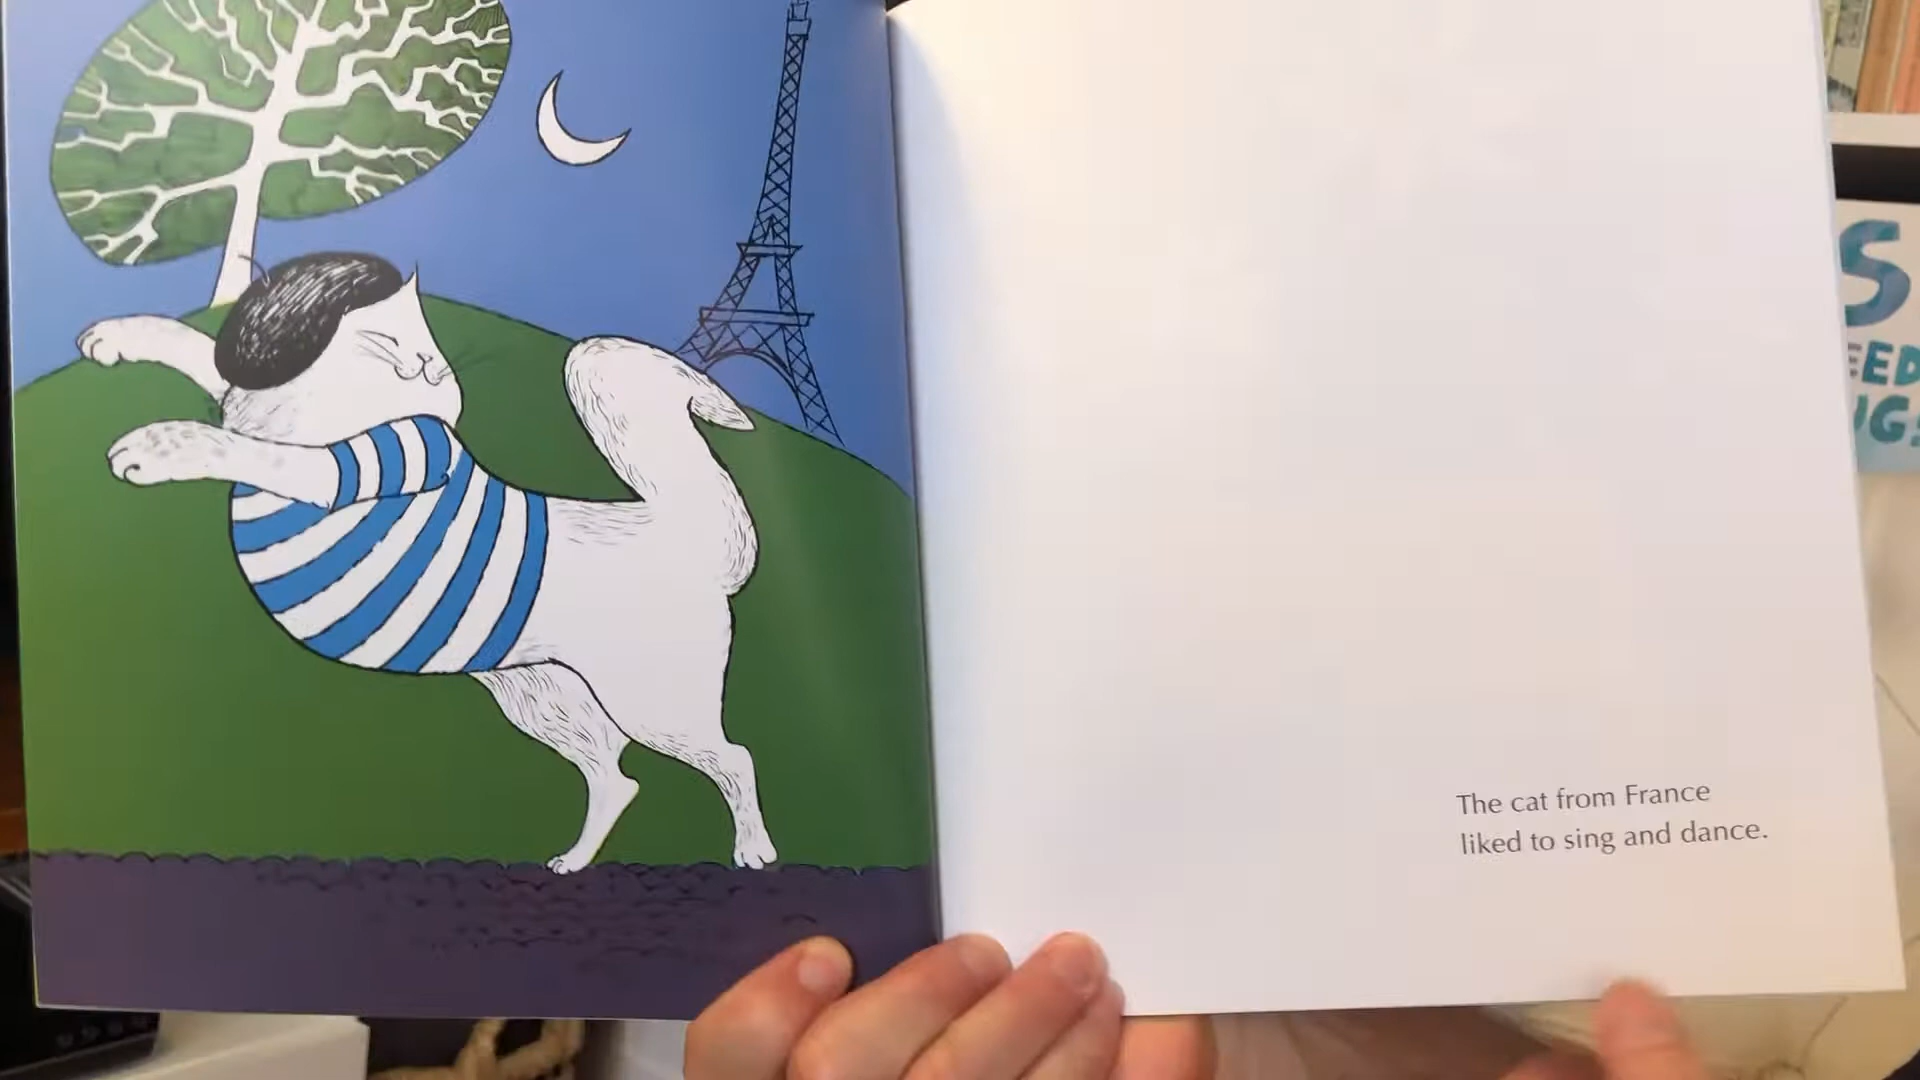 The cat from France
liked to sing and dance.
S